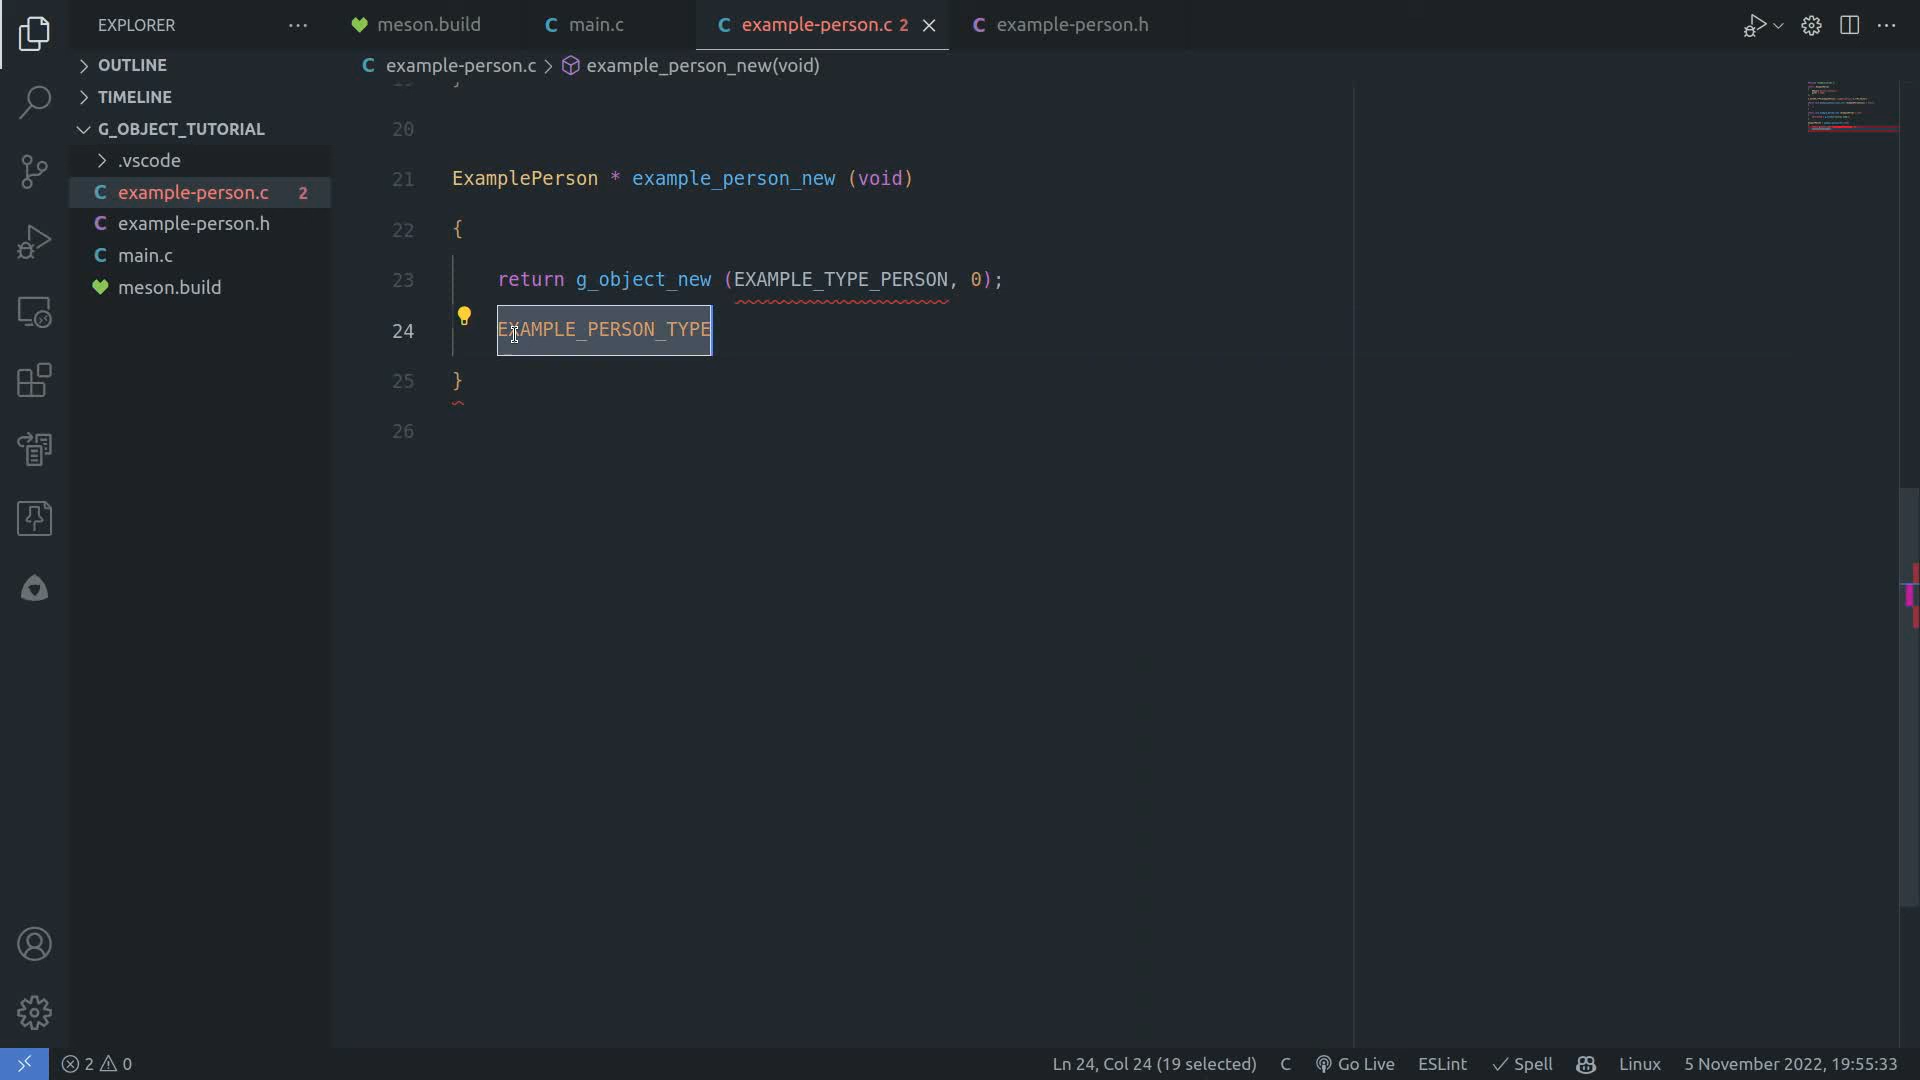 EXPLORER ···
meson.build
main.c
example-person.c 2
example-person.h
OUTLINE
TIMELINE
G_OBJECT_TUTORIAL
.vscode
example-person.c 2
example-person.h
main.c
meson.build
example-person.c > example_person_new(void)
20
21 ExamplePerson * example_person_new (void)
22 {
23 return g_object_new (EXAMPLE_TYPE_PERSON, 0);
24 EXAMPLE_PERSON_TYPE
25 }
26
2 0 Ln 24, Col 24 (19 selected) C Go Live ESLint Spell Linux 5 November 2022, 19:55:33